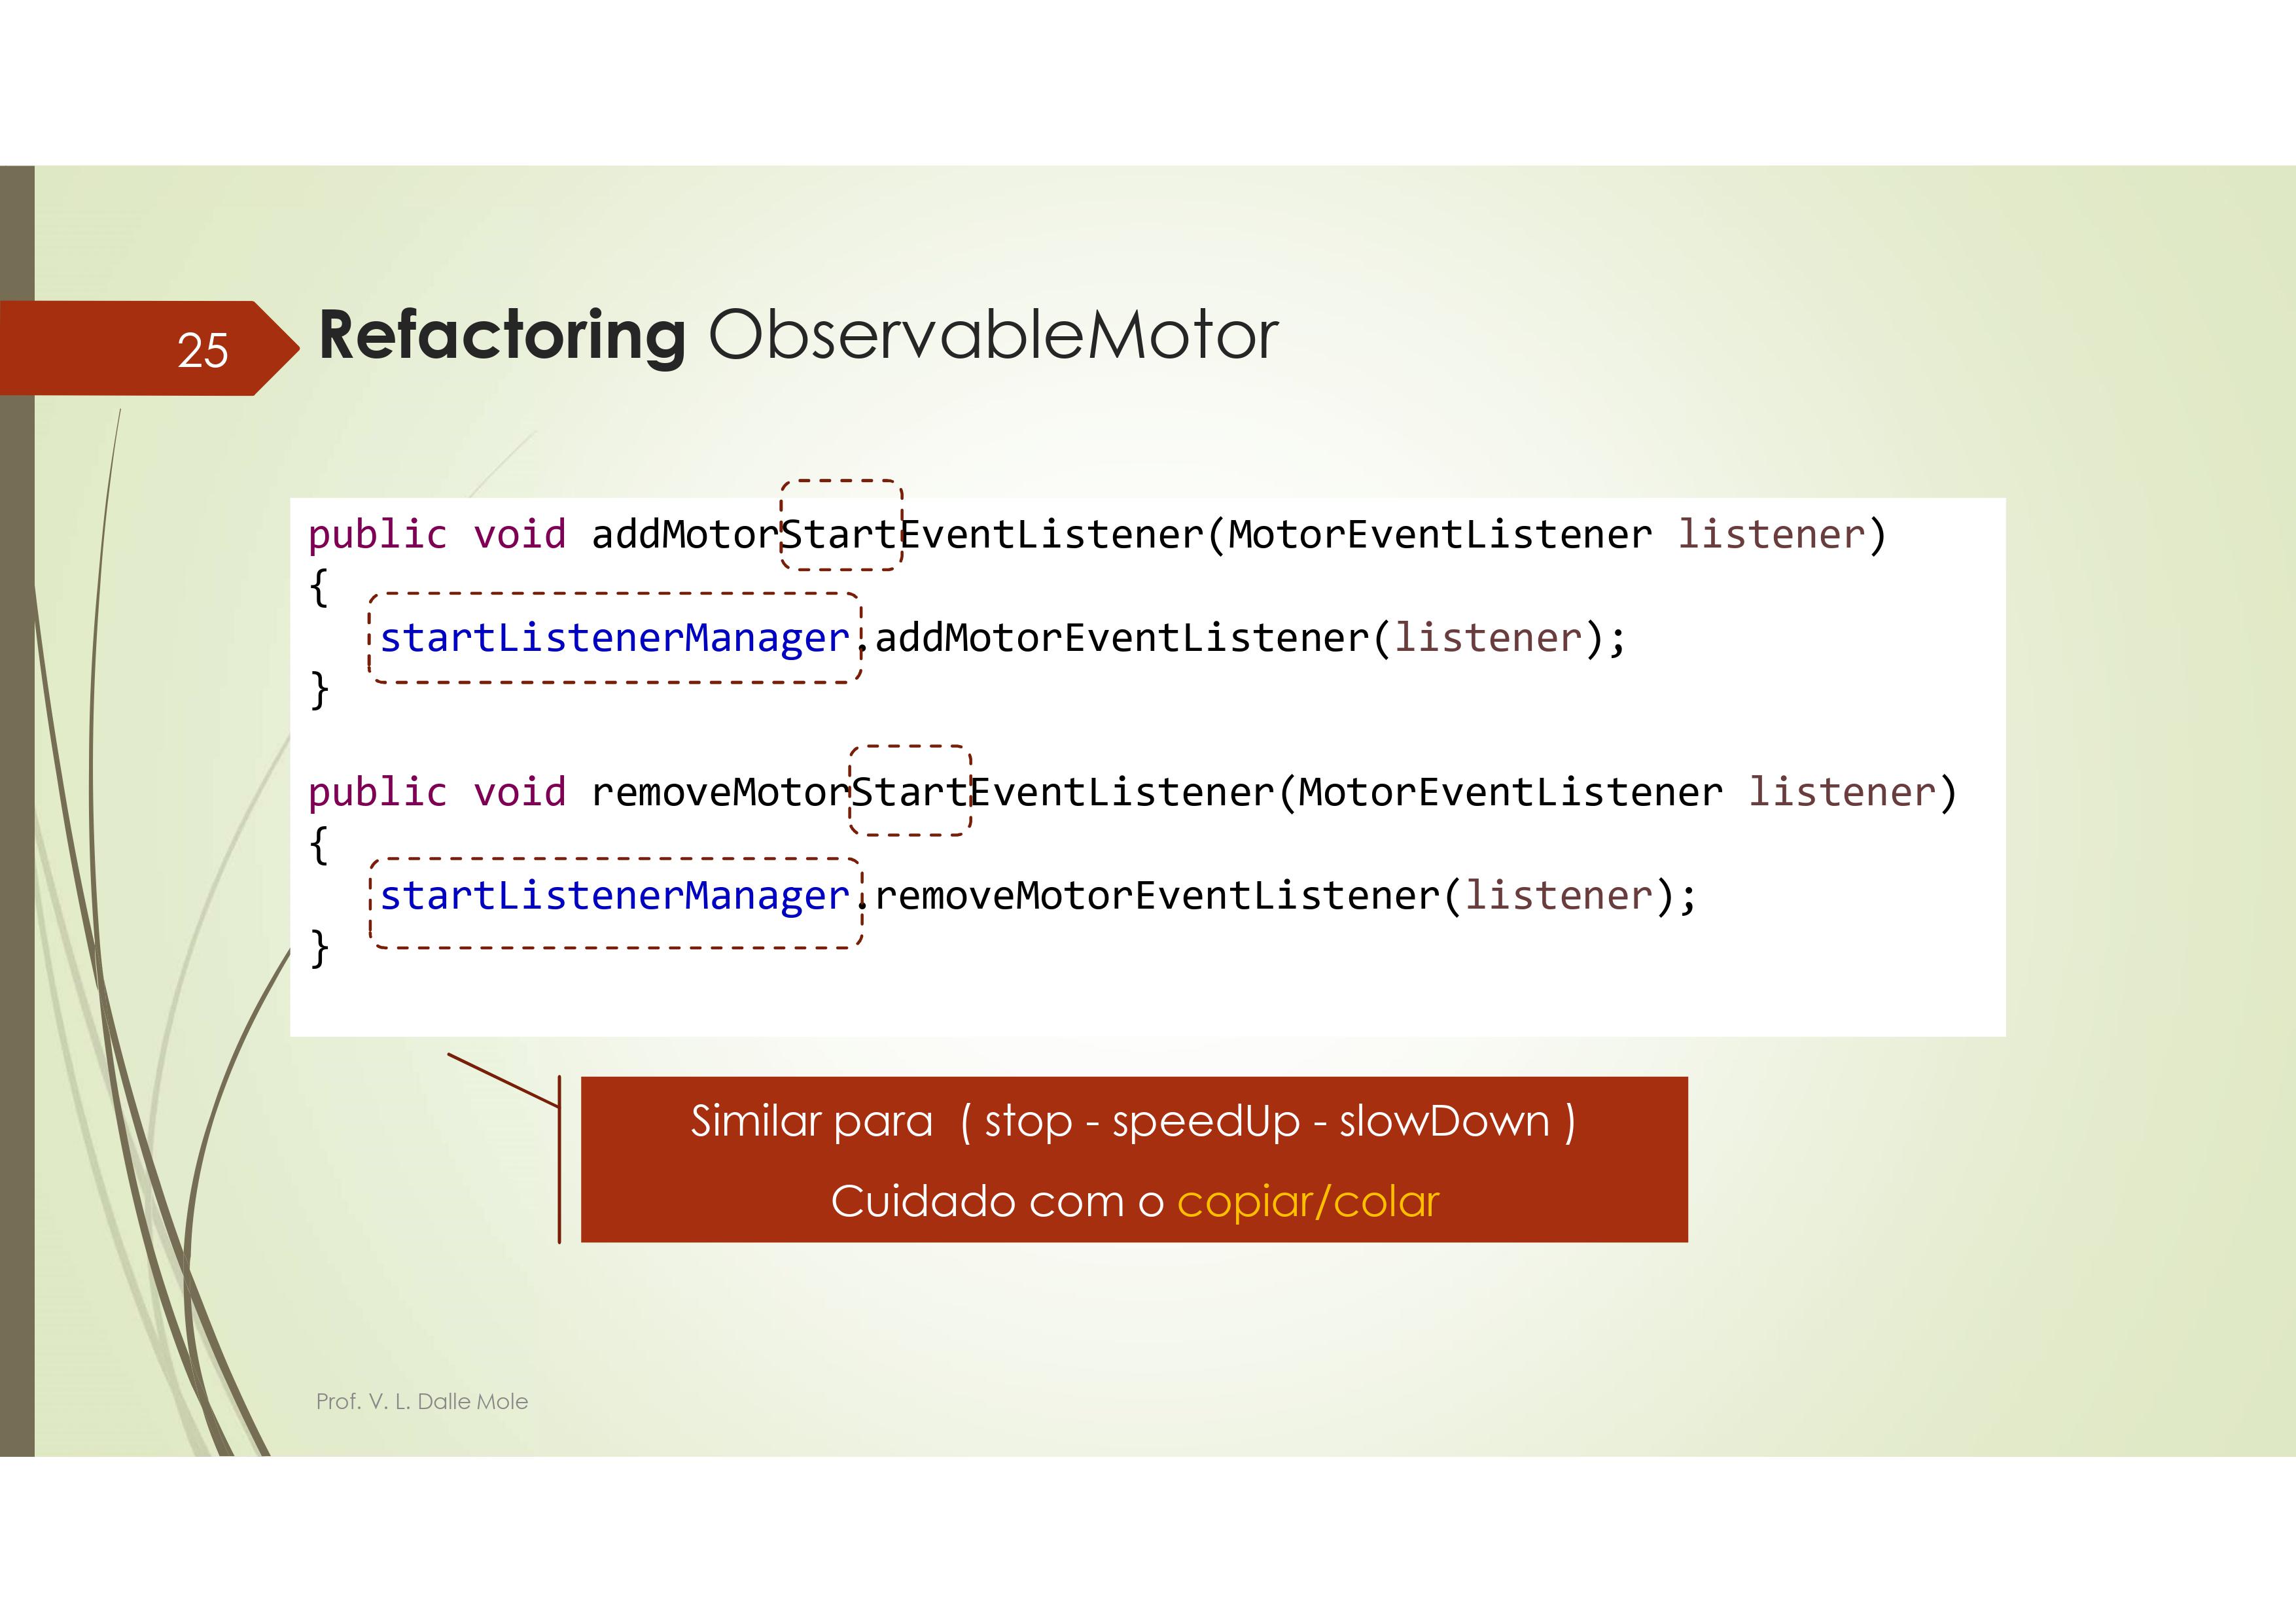 25
Refactoring ObservableMotor
public void addMotorStartEventListener(MotorEventListener listener)
{
startListenerManager.addMotorEventListener(listener);
}
public void removeMotorStartEventListener(MotorEventListener listener)
{
startListenerManager.removeMotorEventListener(listener);
}
Similar para ( stop - speedUp - slowDown )
Cuidado com o copiar/colar
Prof. V. L. Dalle Mole